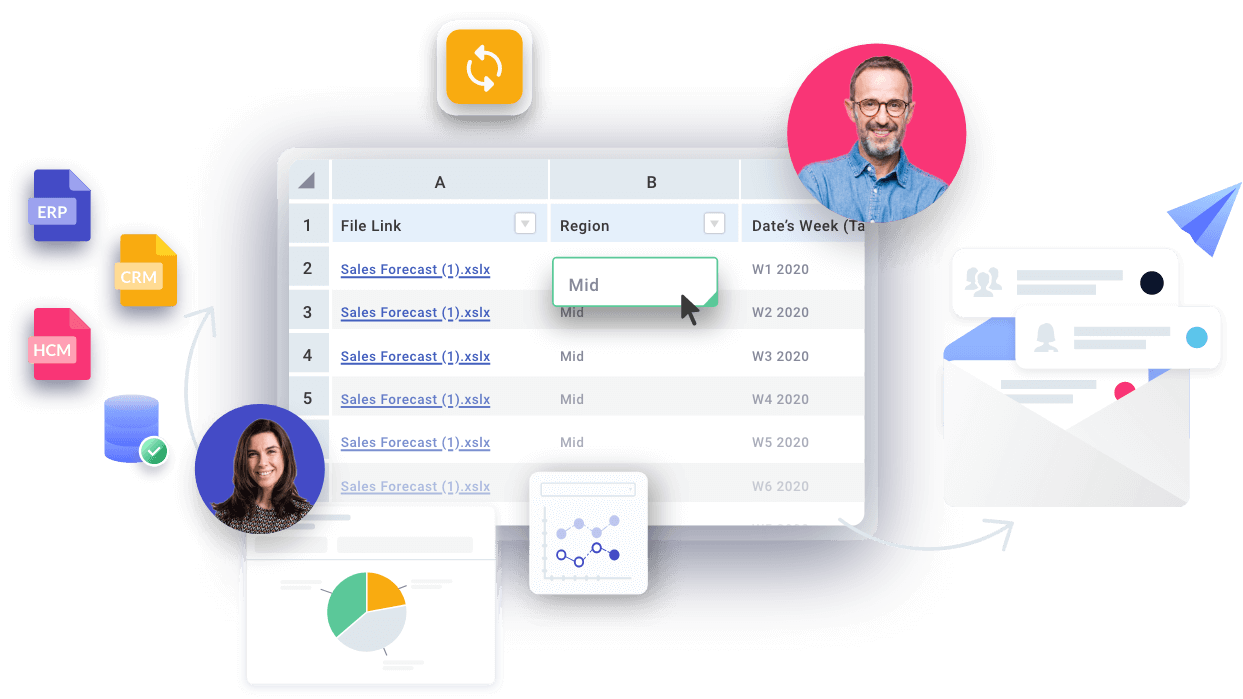 ERP
CRM
HCM
A B
1 File Link Region Date's Week (Ta
2 Sales Forecast (1).xslx Mid W1 2020
3 Sales Forecast (1).xslx Mid W2 2020
4 Sales Forecast (1).xslx Mid W3 2020
5 Sales Forecast (1).xslx Mid W4 2020
Sales Forecast (1).xslx Mid W5 2020
Sales Forecast (1).xslx W6 2020